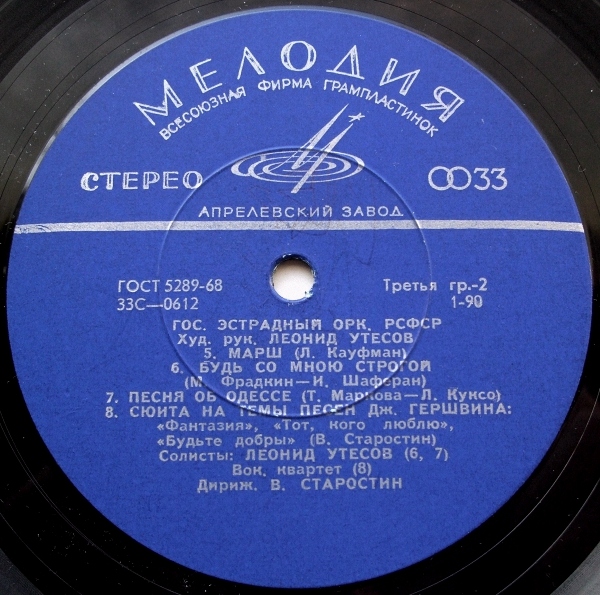 МЕЛОДИЯ
ВСЕСОЮЗНАЯ ФИРМА ГРАМПЛАСТИНОК
СТЕРЕО 33
АПРЕЛЕВСКИЙ ЗАВОД
ГОСТ 5289-68 Третья гр.-2
33С—0612 1-90
ГОС. ЭСТРАДНЫЙ ОРК. РСФСР
Худ. рук. ЛЕОНИД УТЕСОВ
5. МАРШ (Л. Кауфман)
6. БУДЬ СО МНОЮ СТРОГОЙ
(М. Фрадкин—И. Шаферан)
7. ПЕСНЯ ОБ ОДЕССЕ (Т. Маркова—Л. Куксо)
8. СЮИТА НА ТЕМЫ ПЕСЕН Дж. ГЕРШВИНА:
«Фантазия», «Тот, кого люблю»,
«Будьте добры» (В. Старостин)
Солисты: ЛЕОНИД УТЕСОВ (6, 7)
Вок. квартет (8)
Дириж. В. СТАРОСТИН